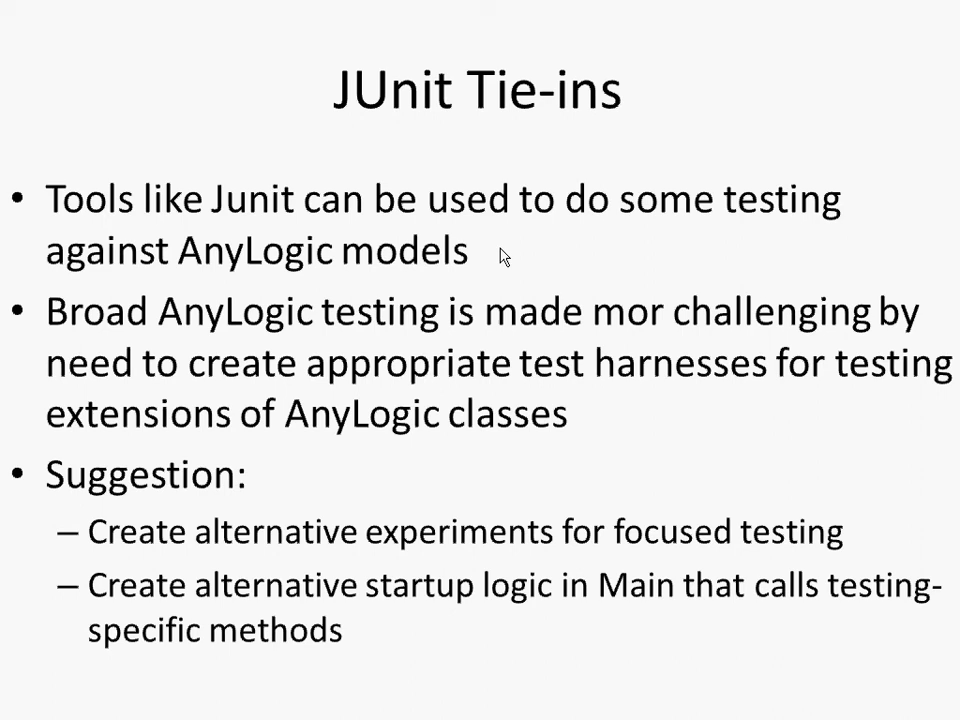 JUnit Tie-ins
• Tools like Junit can be used to do some testing
against AnyLogic models
• Broad AnyLogic testing is made mor challenging by
need to create appropriate test harnesses for testing
extensions of AnyLogic classes
• Suggestion:
– Create alternative experiments for focused testing
– Create alternative startup logic in Main that calls testing-
specific methods